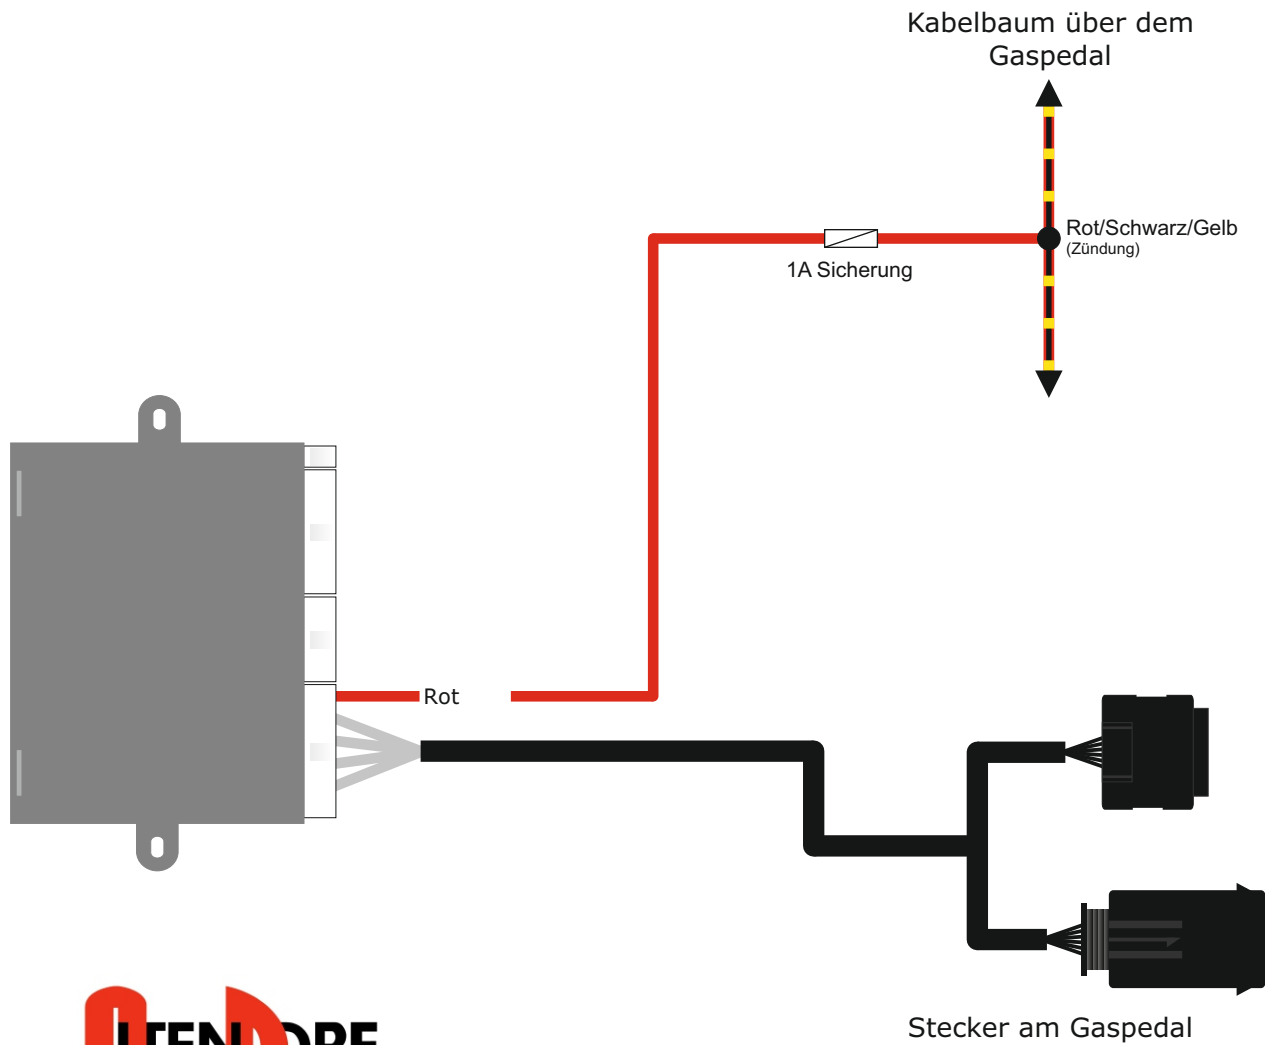 Kabelbaum über dem
Gaspedal
Rot/Schwarz/Gelb
(Zündung)
1A Sicherung
Rot
Stecker am Gaspedal